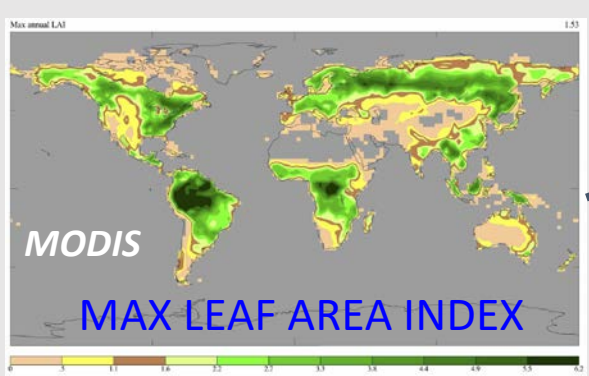 Max annual LAI 1.53
MODIS
MAX LEAF AREA INDEX
0 .5 1.1 1.6 2.2 2.7 3.3 3.8 4.4 4.9 5.5 6.2